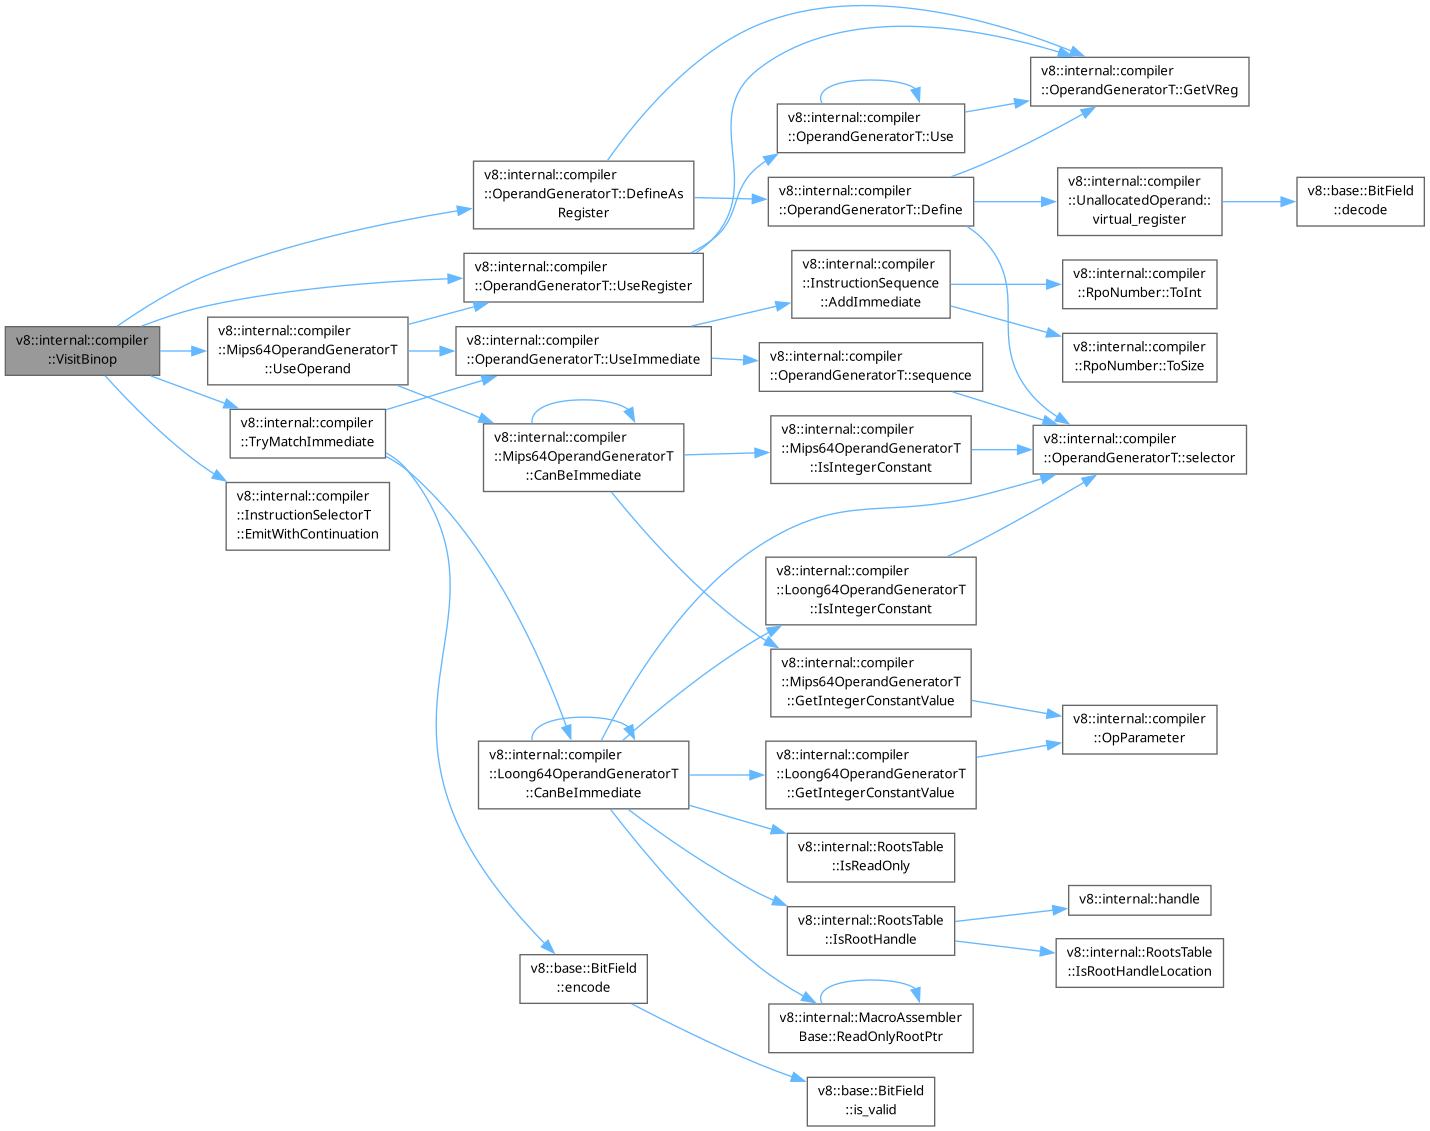 v8::internal::compiler
::VisitBinop
v8::internal::compiler
::OperandGeneratorT::DefineAs
Register
v8::internal::compiler
::OperandGeneratorT::UseRegister
v8::internal::compiler
::Mips64OperandGeneratorT
::UseOperand
v8::internal::compiler
::OperandGeneratorT::UseImmediate
v8::internal::compiler
::TryMatchImmediate
v8::internal::compiler
::Mips64OperandGeneratorT
::CanBeImmediate
v8::internal::compiler
::InstructionSelectorT
::EmitWithContinuation
v8::internal::compiler
::Loong64OperandGeneratorT
::CanBeImmediate
v8::base::BitField
::encode
v8::internal::compiler
::OperandGeneratorT::Use
v8::internal::compiler
::OperandGeneratorT::Define
v8::internal::compiler
::InstructionSequence
::AddImmediate
v8::internal::compiler
::OperandGeneratorT::sequence
v8::internal::compiler
::Mips64OperandGeneratorT
::IsIntegerConstant
v8::internal::compiler
::Loong64OperandGeneratorT
::IsIntegerConstant
v8::internal::compiler
::Mips64OperandGeneratorT
::GetIntegerConstantValue
v8::internal::compiler
::Loong64OperandGeneratorT
::GetIntegerConstantValue
v8::internal::RootsTable
::IsReadOnly
v8::internal::RootsTable
::IsRootHandle
v8::internal::MacroAssembler
Base::ReadOnlyRootPtr
v8::base::BitField
::is_valid
v8::internal::compiler
::OperandGeneratorT::GetVReg
v8::internal::compiler
::UnallocatedOperand::
virtual_register
v8::base::BitField
::decode
v8::internal::compiler
::RpoNumber::ToInt
v8::internal::compiler
::RpoNumber::ToSize
v8::internal::compiler
::OperandGeneratorT::selector
v8::internal::compiler
::OpParameter
v8::internal::handle
v8::internal::RootsTable
::IsRootHandleLocation